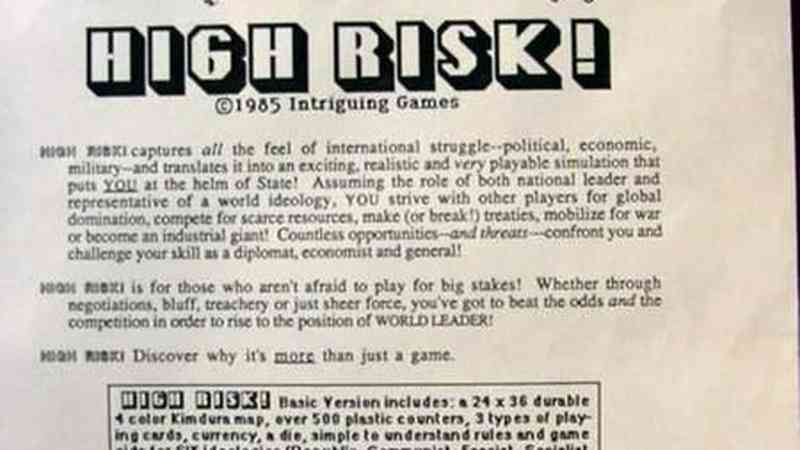 HIGH RISK!
©1985 Intriguing Games
HIGH RISK! captures all the feel of international struggle--political, economic,
military--and translates it into an exciting, realistic and very playable simulation that
puts YOU at the helm of State! Assuming the role of both national leader and
representative of a world ideology, YOU strive with other players for global
domination, compete for scarce resources, make (or break!) treaties, mobilize for war
or become an industrial giant! Countless opportunities--and threats--confront you and
challenge your skill as a diplomat, economist and general!
HIGH RISK! is for those who aren't afraid to play for big stakes! Whether through
negotiations, bluff, treachery or just sheer force, you've got to beat the odds and the
competition in order to rise to the position of WORLD LEADER!
HIGH RISK! Discover why it's more than just a game.
HIGH RISK! Basic Version includes: a 24 x 36 durable
4 color Kimdura map, over 500 plastic counters, 3 types of play-
ing cards, currency, a die, simple to understand rules and game
aids for SIX ideologies (Republic, Communist, Fascist, Socialist